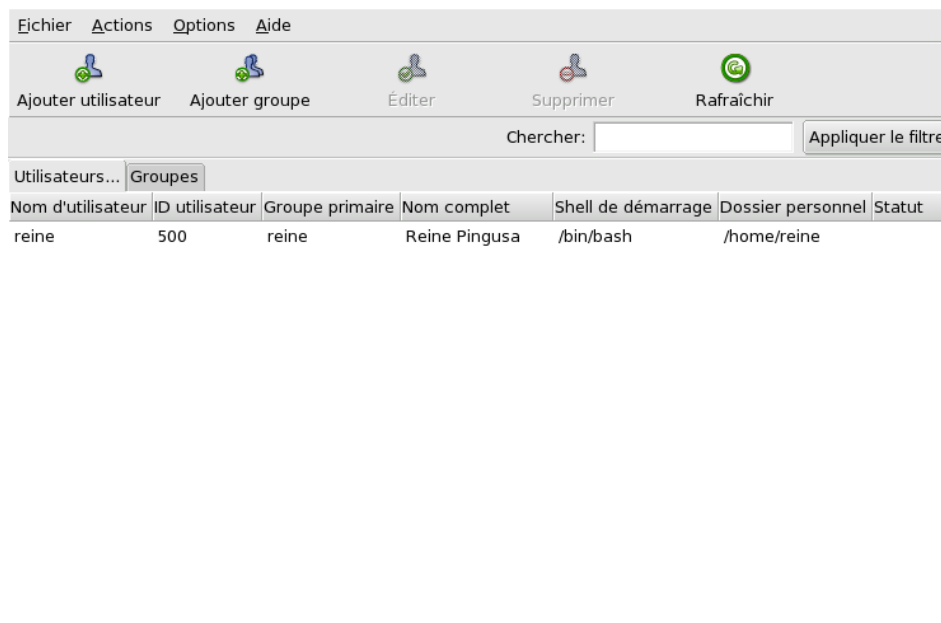 Fichier Actions Options Aide
Ajouter utilisateur Ajouter groupe Éditer Supprimer Rafraîchir
Chercher: Appliquer le filtre
Utilisateurs... Groupes
Nom d'utilisateur ID utilisateur Groupe primaire Nom complet Shell de démarrage Dossier personnel Statut
reine 500 reine Reine Pingusa /bin/bash /home/reine